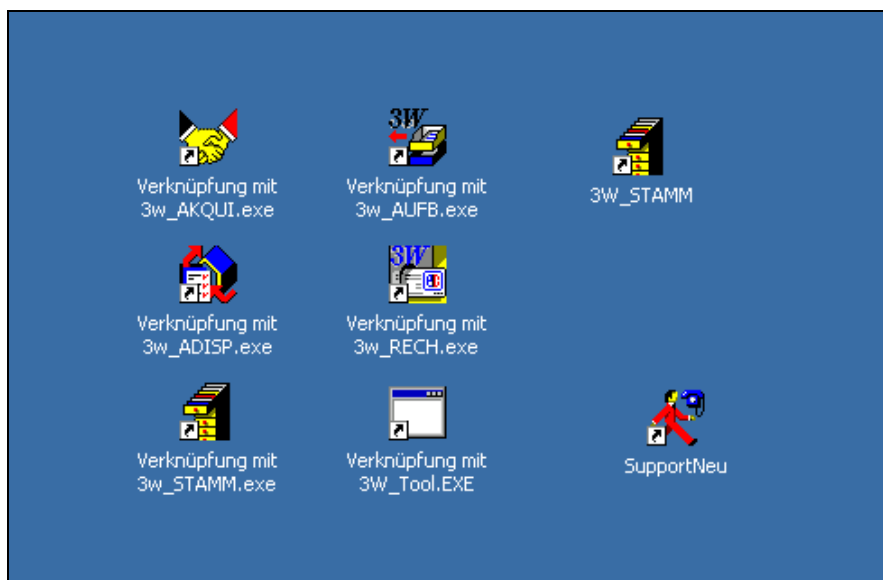 3W
Verknüpfung mit
3w_AKQUI.exe
Verknüpfung mit
3w_AUFB.exe
3W_STAMM
3W
Verknüpfung mit
3w_ADISP.exe
Verknüpfung mit
3w_RECH.exe
Verknüpfung mit
3w_STAMM.exe
Verknüpfung mit
3W_Tool.EXE
SupportNeu